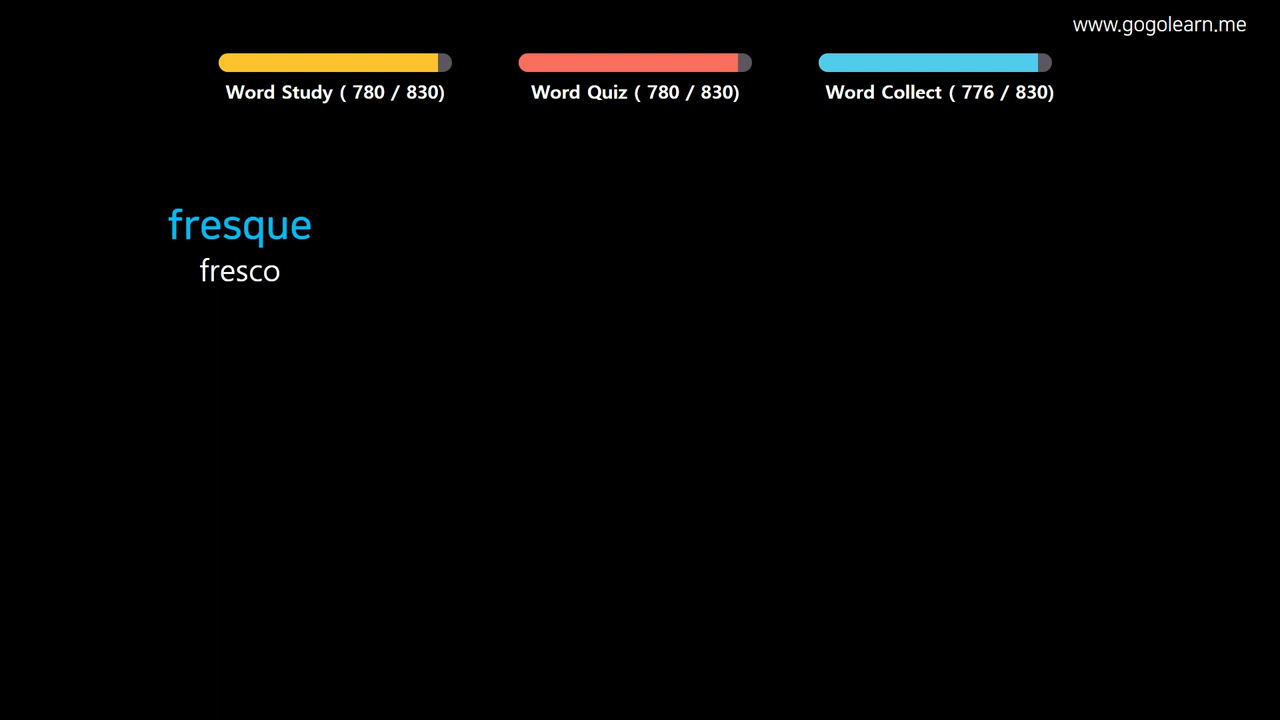 www.gogolearn.me
Word Study ( 780 / 830)
Word Quiz ( 780 / 830)
Word Collect ( 776 / 830)
fresque
fresco